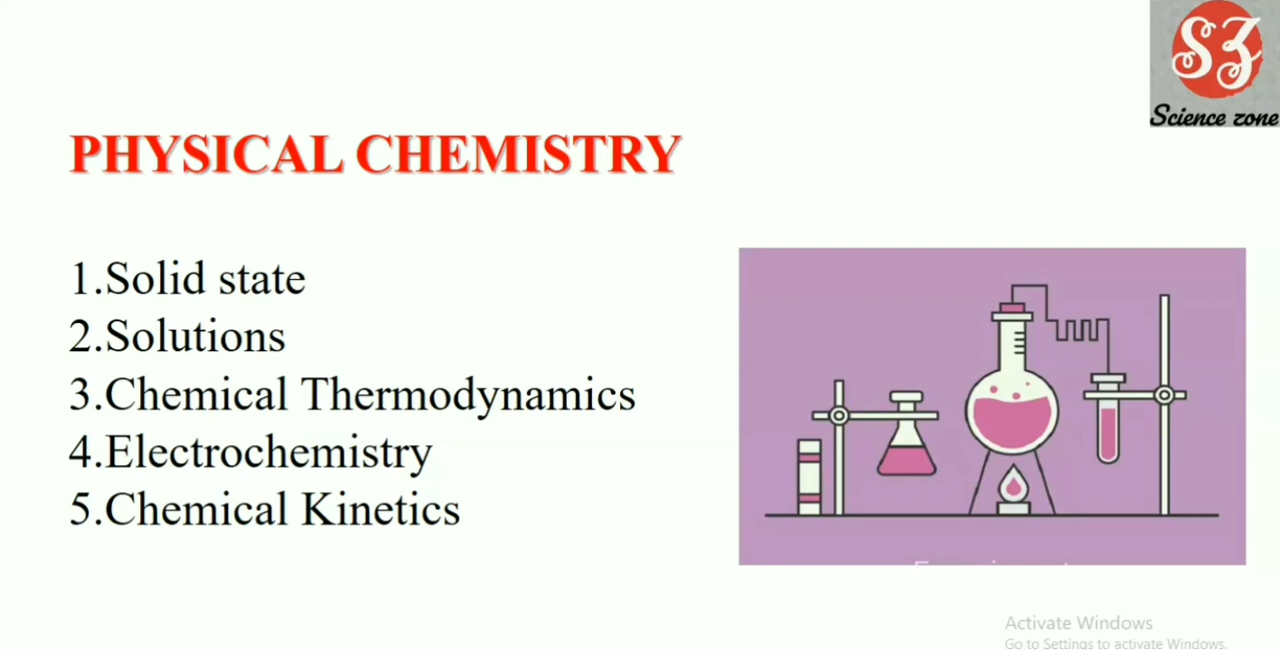 SZ
Science zone
PHYSICAL CHEMISTRY
1.Solid state
2.Solutions
3.Chemical Thermodynamics
4.Electrochemistry
5.Chemical Kinetics
Activate Windows
Go to Settings to activate Windows.